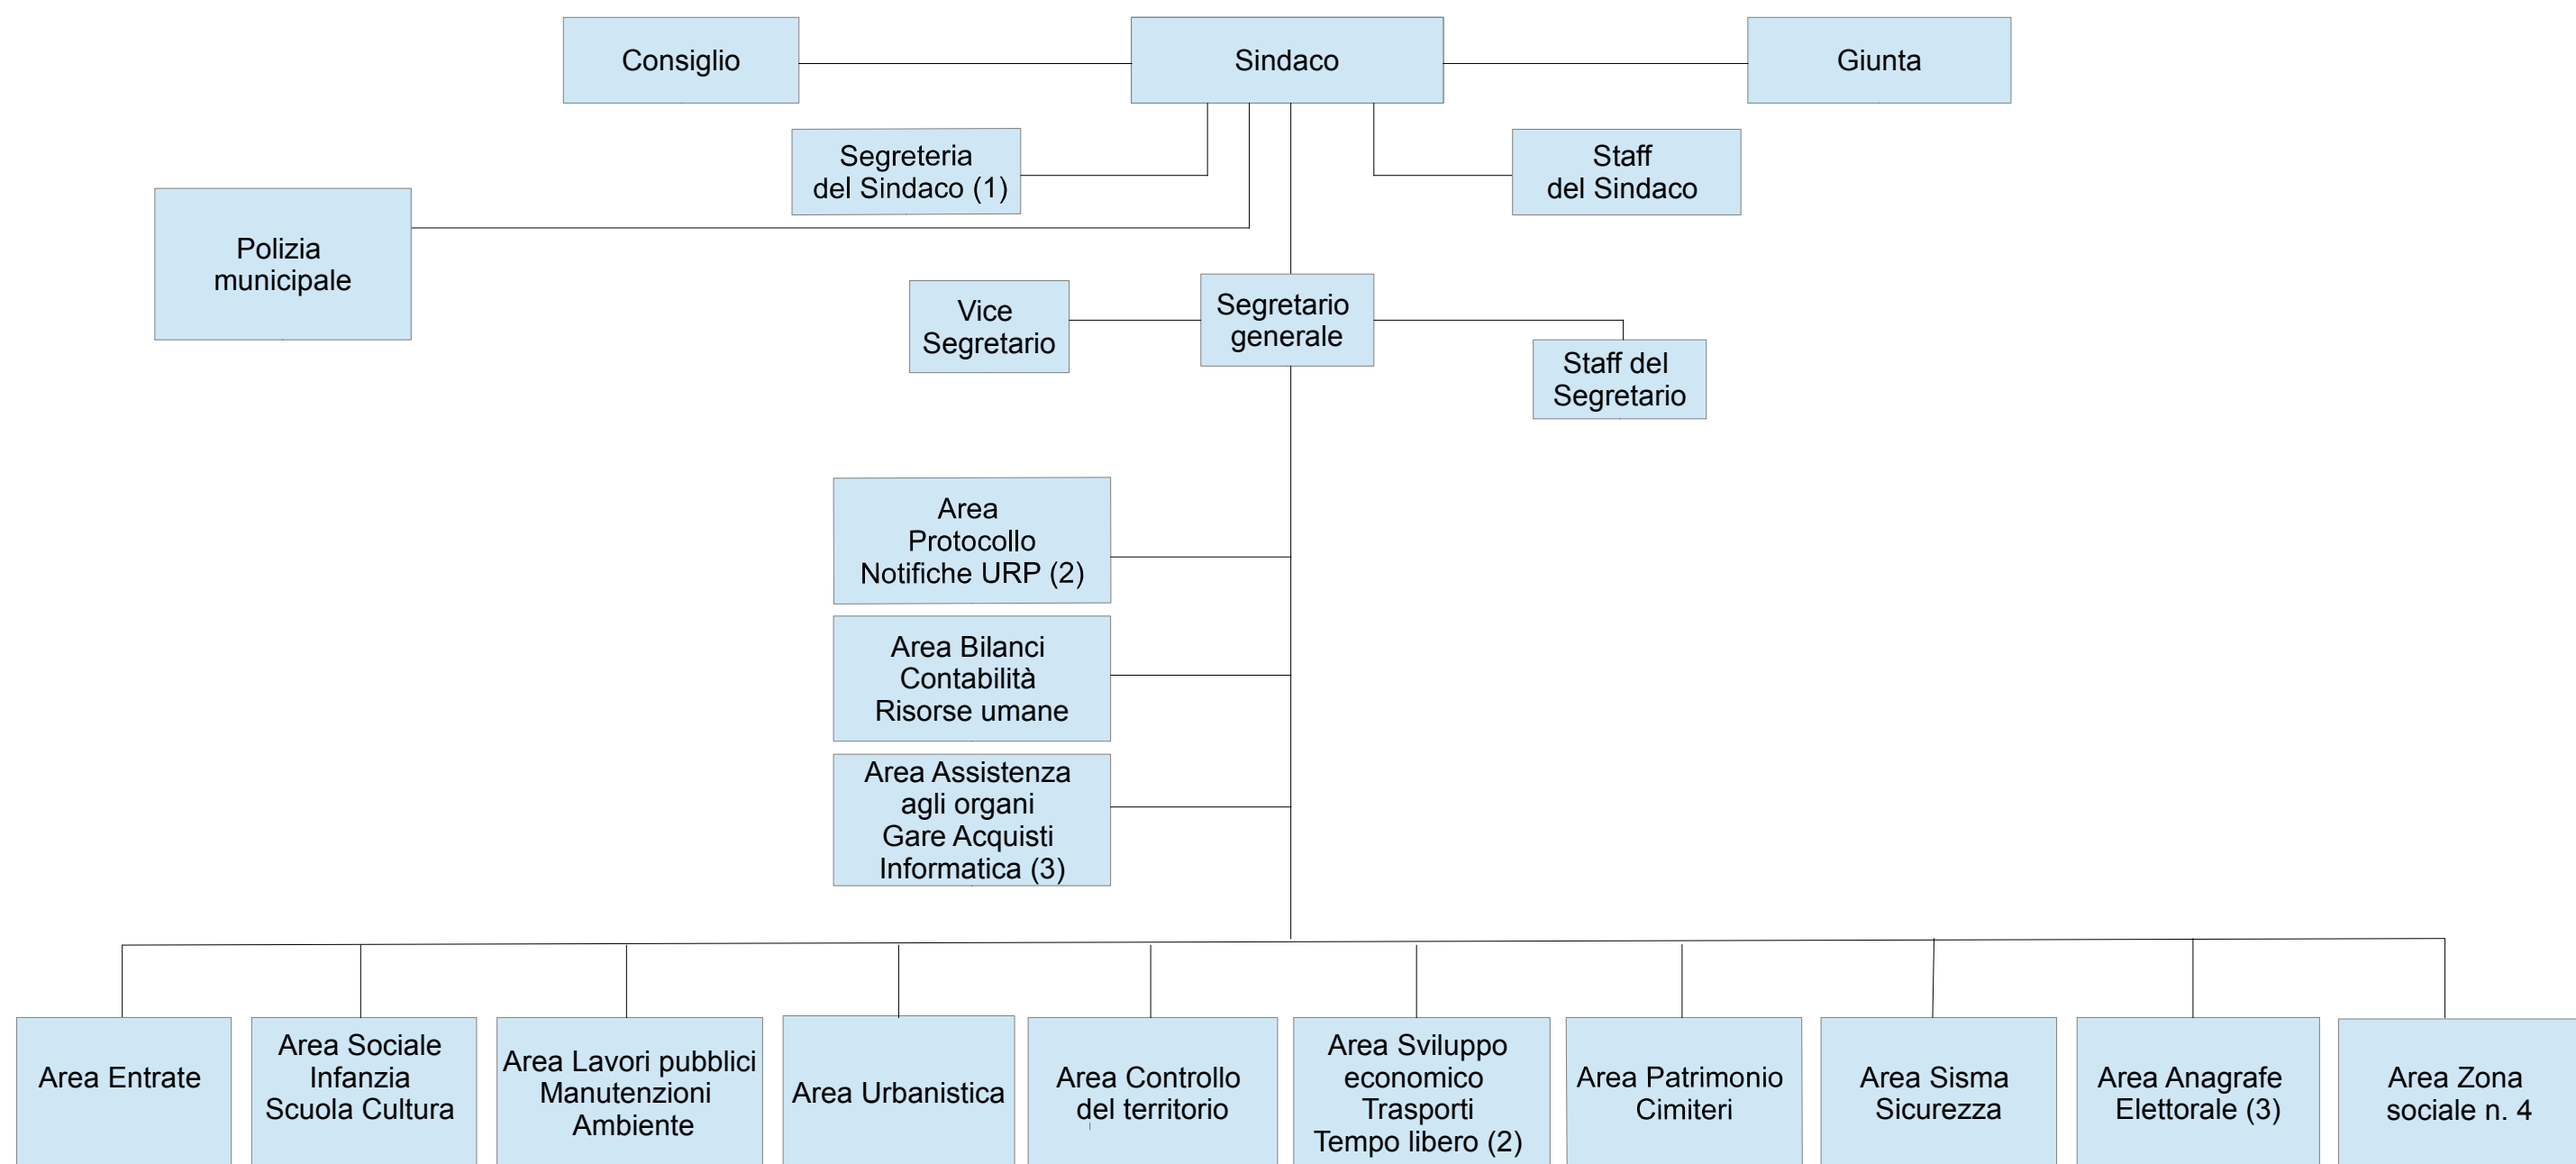 Consiglio
Sindaco
Giunta
Segreteria
del Sindaco (1)
Staff
del Sindaco
Polizia
municipale
Vice
Segretario
Segretario
generale
Staff del
Segretario
Area
Protocollo
Notifiche URP (2)
Area Bilanci
Contabilità
Risorse umane
Area Assistenza
agli organi
Gare Acquisti
Informatica (3)
Area Entrate
Area Sociale
Infanzia
Scuola Cultura
Area Lavori pubblici
Manutenzioni
Ambiente
Area Urbanistica
Area Controllo
del territorio
Area Sviluppo
economico
Trasporti
Tempo libero (2)
Area Patrimonio
Cimiteri
Area Sisma
Sicurezza
Area Anagrafe
Elettorale (3)
Area Zona
sociale n. 4